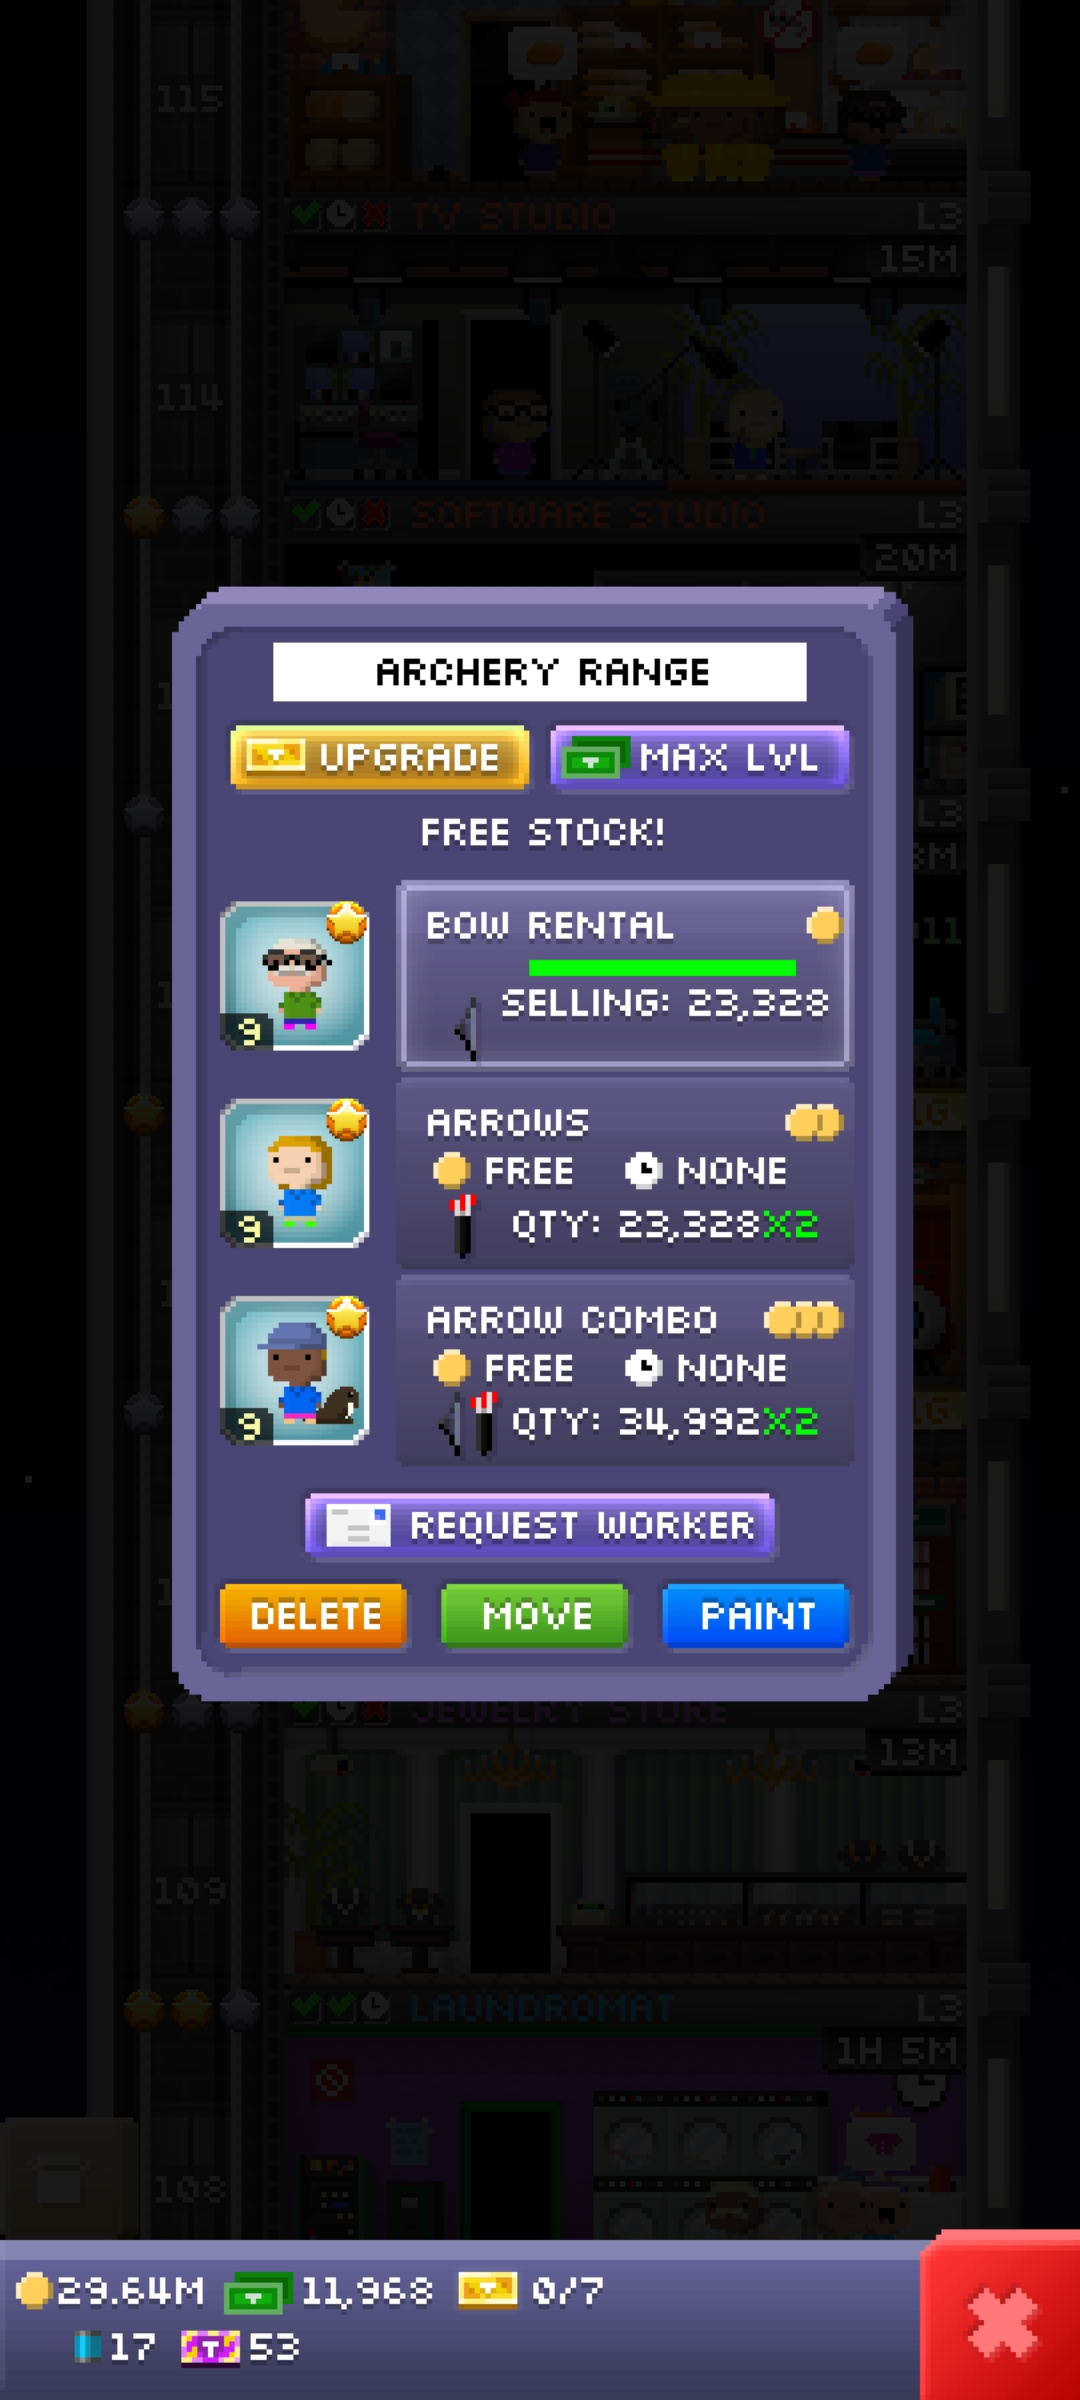 115
TV STUDIO L3
15M
114
SOFTWARE STUDIO L3
20M
ARCHERY RANGE
UPGRADE MAX LVL
FREE STOCK!
BOW RENTAL
SELLING: 23,328
9
ARROWS
FREE NONE
QTY: 23,328X2
9
ARROW COMBO
FREE NONE
QTY: 34,992X2
9
REQUEST WORKER
DELETE MOVE PAINT
JEWELRY STORE L3
13M
109
LAUNDROMAT L3
1H 5M
108
29.64M 11,968 0/7
17 53